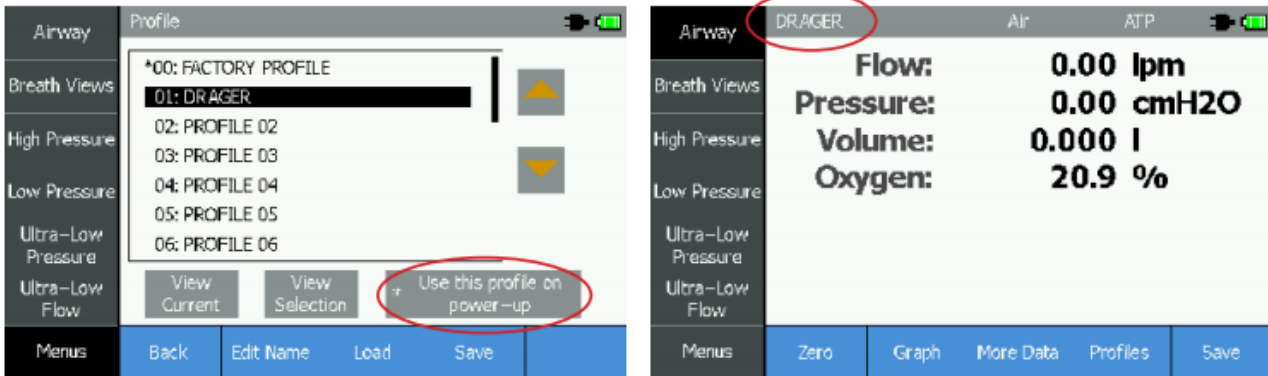 Airway
Profile
Breath Views
High Pressure
Low Pressure
Ultra-Low
Pressure
Ultra-Low
Flow
Menus
*00: FACTORY PROFILE
01: DRAGER
02: PROFILE 02
03: PROFILE 03
04: PROFILE 04
05: PROFILE 05
06: PROFILE 06
View
Current
View
Selection
* Use this profile on
power-up
Back Edit Name Load Save
Airway
DRAGER Air ATP
Breath Views
High Pressure
Low Pressure
Ultra-Low
Pressure
Ultra-Low
Flow
Menus
Flow: 0.00 lpm
Pressure: 0.00 cmH2O
Volume: 0.000 l
Oxygen: 20.9 %
Zero Graph More Data Profiles Save